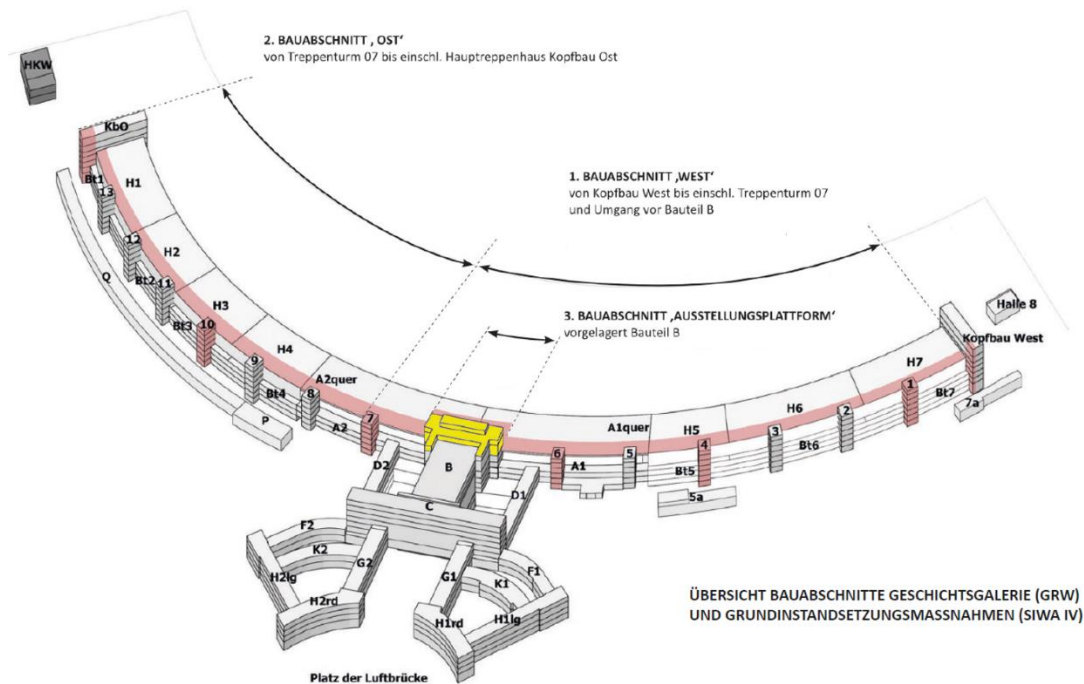 2. BAUABSCHNITT ‚ OST‘
von Treppenturm 07 bis einschl. Hauptreppenhaus Kopfbau Ost
HKW
KbO
1. BAUABSCHNITT ‚WEST‘
von Kopfbau West bis einschl. Treppenturm 07
und Umgang vor Bauteil B
Bt1
H1
13
12
H2
Q
Bt2
11
H3
Bt3
10
H4
3. BAUABSCHNITT ‚AUSSTELLUNGSPLATTFORM‘
vorgelagert Bauteil B
Halle 8
Kopfbau West
9
Bt4
A2quer
H7
8
P
A2
7
A1quer
H5
H6
1
Bt7
7a
2
3
Bt6
4
B
6
A1
5
Bt5
5a
D2
D1
C
F2
K2
G2
H2lg
H2rd
G1
K1
F1
H1rd
H1lg
ÜBERSICHT BAUABSCHNITTE GESCHICHTSGALERIE (GRW)
UND GRUNDINSTANDSETZUNGSMASSNAHMEN (SIWA IV)
Platz der Luftbrücke